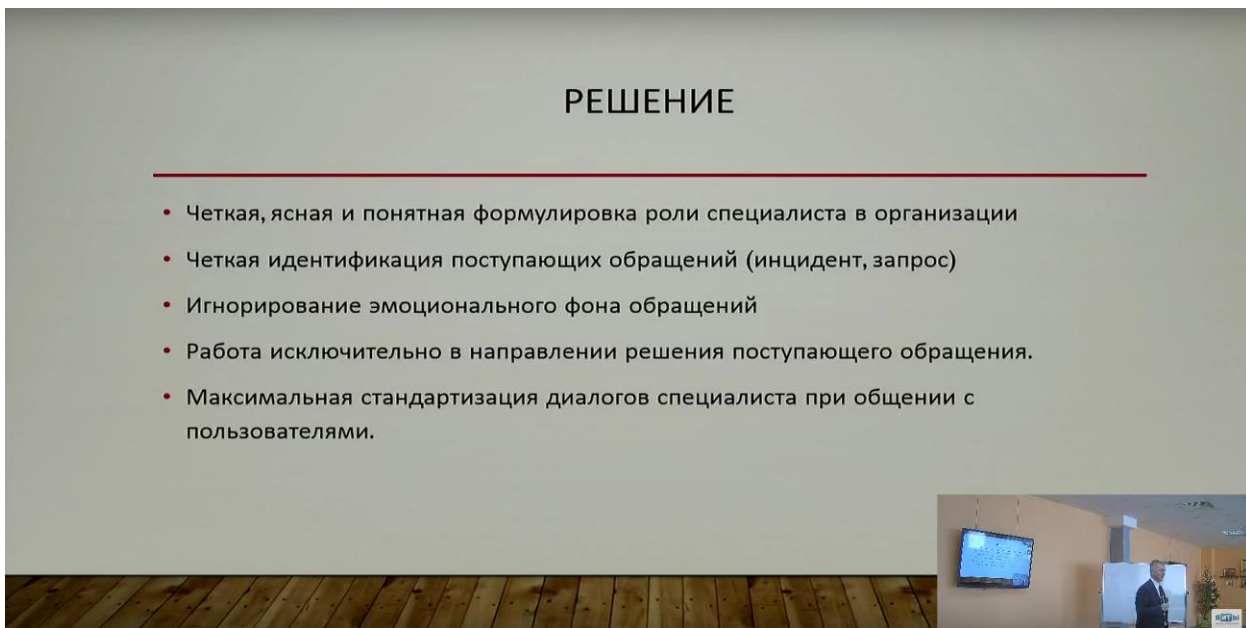 РЕШЕНИЕ
• Четкая, ясная и понятная формулировка роли специалиста в организации
• Четкая идентификация поступающих обращений (инцидент, запрос)
• Игнорирование эмоционального фона обращений
• Работа исключительно в направлении решения поступающего обращения.
• Максимальная стандартизация диалогов специалиста при общении с
пользователями.